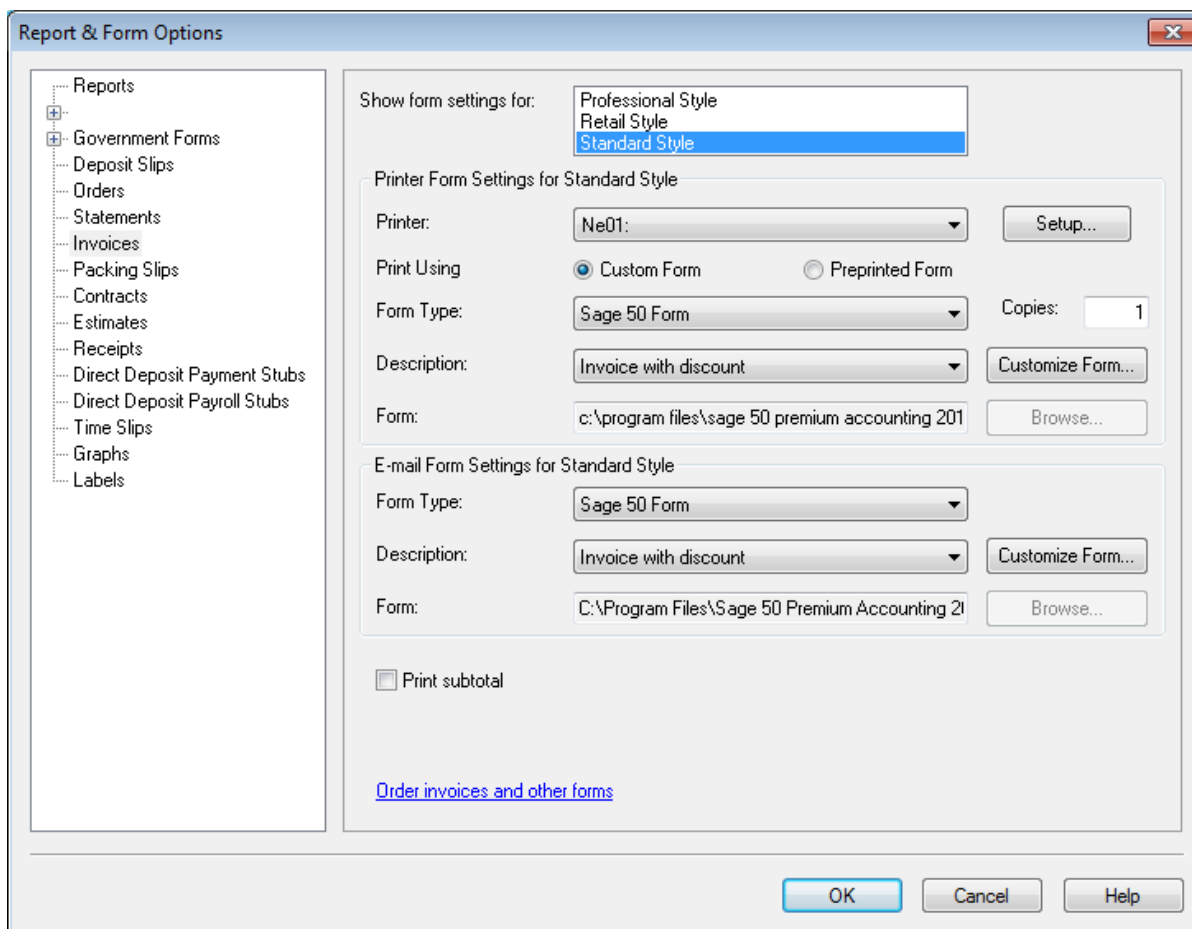 Report & Form Options
Reports
Government Forms
Deposit Slips
Orders
Statements
Invoices
Packing Slips
Contracts
Estimates
Receipts
Direct Deposit Payment Stubs
Direct Deposit Payroll Stubs
Time Slips
Graphs
Labels
Show form settings for:
Professional Style
Retail Style
Standard Style
Printer Form Settings for Standard Style
Printer: Ne01: Setup...
Print Using Custom Form Preprinted Form
Form Type: Sage 50 Form Copies: 1
Description: Invoice with discount Customize Form...
Form: c:\program files\sage 50 premium accounting 201 Browse...
E-mail Form Settings for Standard Style
Form Type: Sage 50 Form
Description: Invoice with discount Customize Form...
Form: C:\Program Files\Sage 50 Premium Accounting 2 Browse...
Print subtotal
Order invoices and other forms
OK Cancel Help